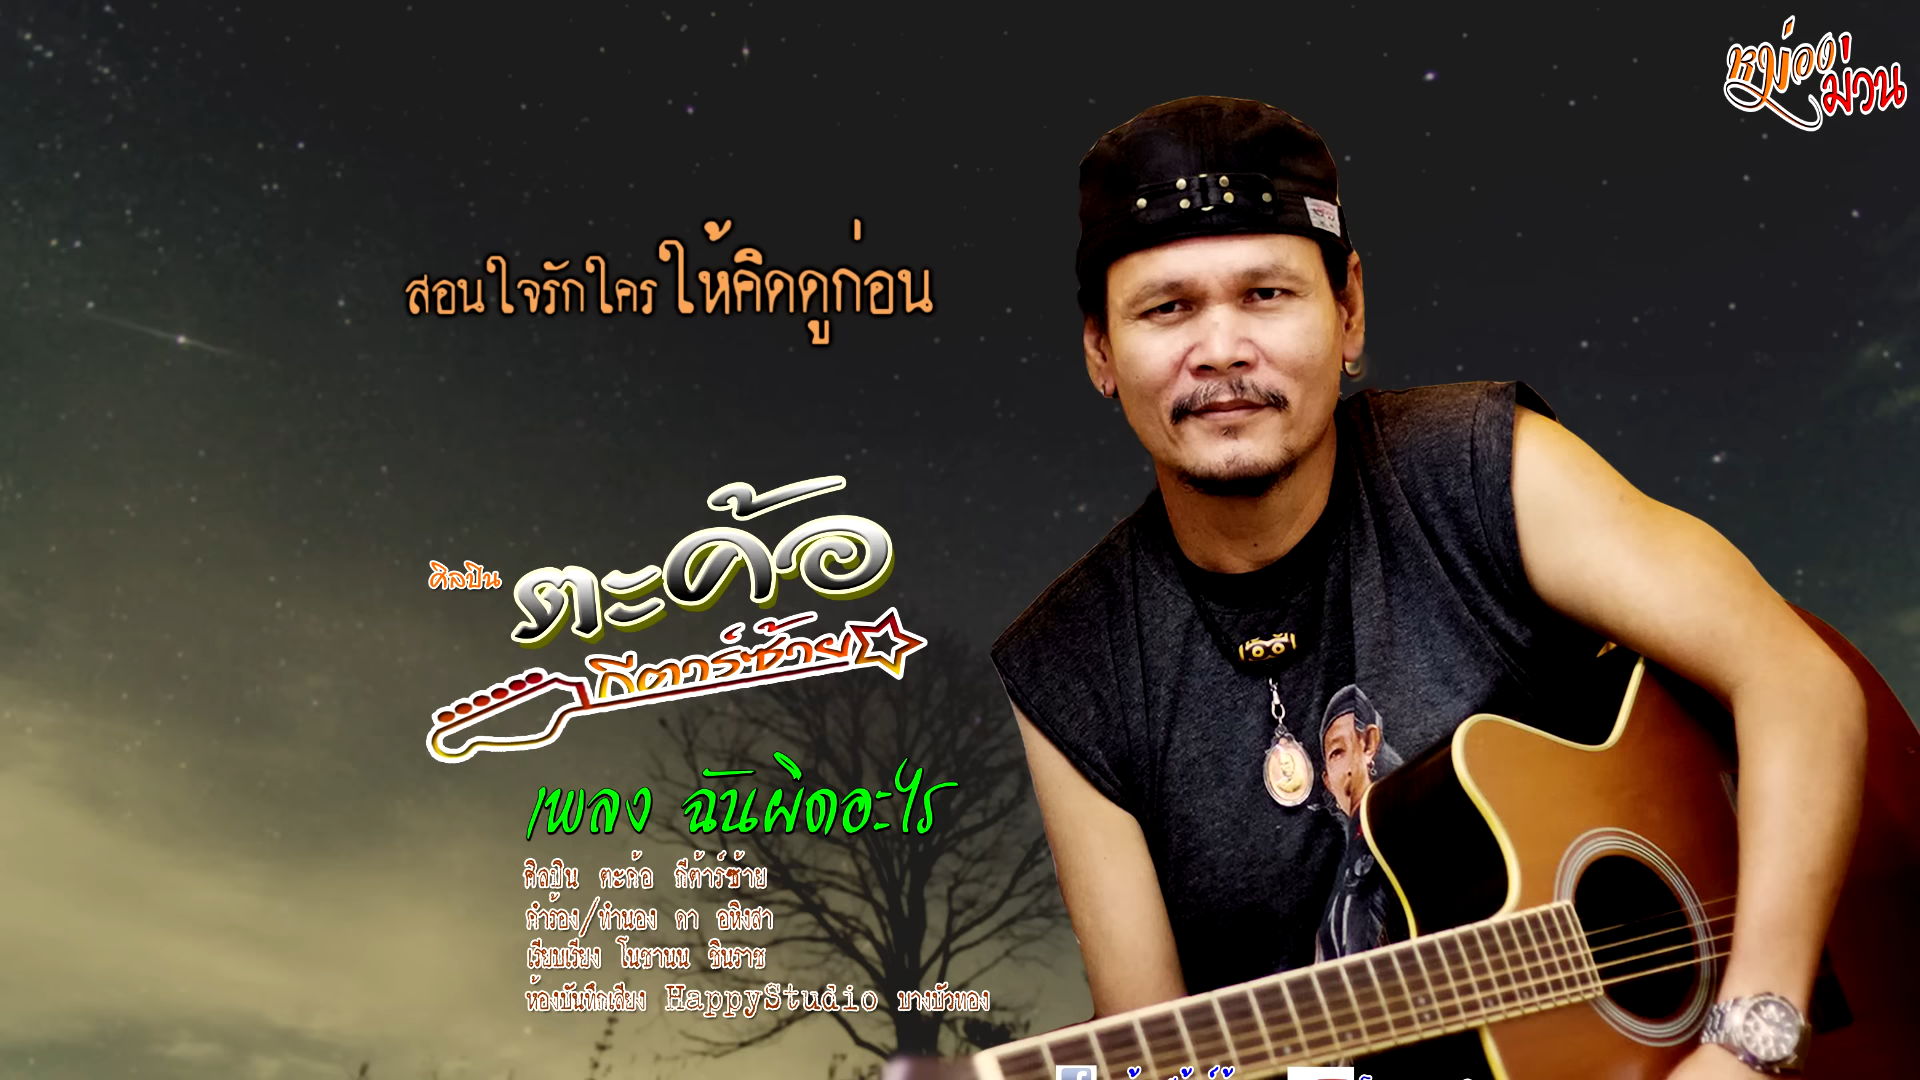 หม่องม่วน
สอนใจรักใครให้คิดดูก่อน
ศิลปิน ตะค้อ
กีตาร์ซ้าย
เพลง ฉันผิดอะไร
ศิลปิน ตะค้อ กีต้าร์ซ้าย
คำร้อง/ทำนอง ดา อหิงสา
เรียบเรียง โนชานน ชินราช
ห้องบันทึกเสียง HappyStudio บางบัวทอง